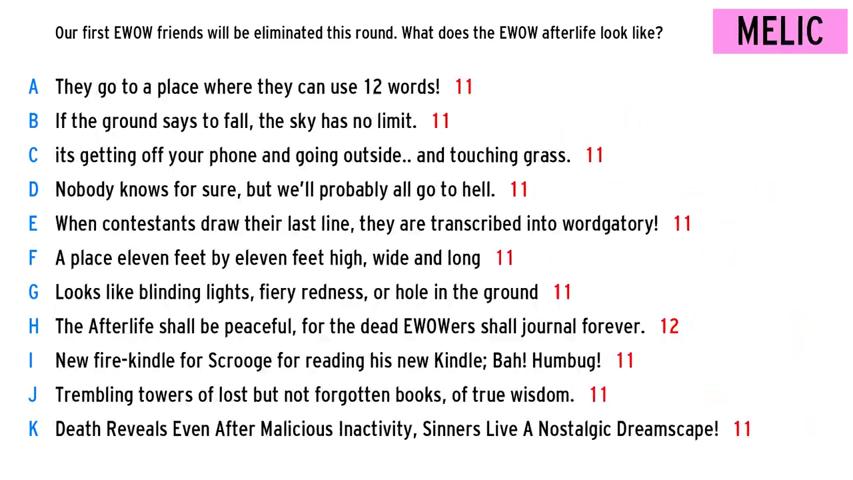 Our first EWOW friends will be eliminated this round. What does the EWOW afterlife look like?
MELIC
A They go to a place where they can use 12 words! 11
B If the ground says to fall, the sky has no limit. 11
C its getting off your phone and going outside.. and touching grass. 11
D Nobody knows for sure, but we'll probably all go to hell. 11
E When contestants draw their last line, they are transcribed into wordgatory! 11
F A place eleven feet by eleven feet high, wide and long 11
G Looks like blinding lights, fiery redness, or hole in the ground 11
H The Afterlife shall be peaceful, for the dead EWOWers shall journal forever. 12
I New fire-kindle for Scrooge for reading his new Kindle; Bah! Humbug! 11
J Trembling towers of lost but not forgotten books, of true wisdom. 11
K Death Reveals Even After Malicious Inactivity, Sinners Live A Nostalgic Dreamscape! 11